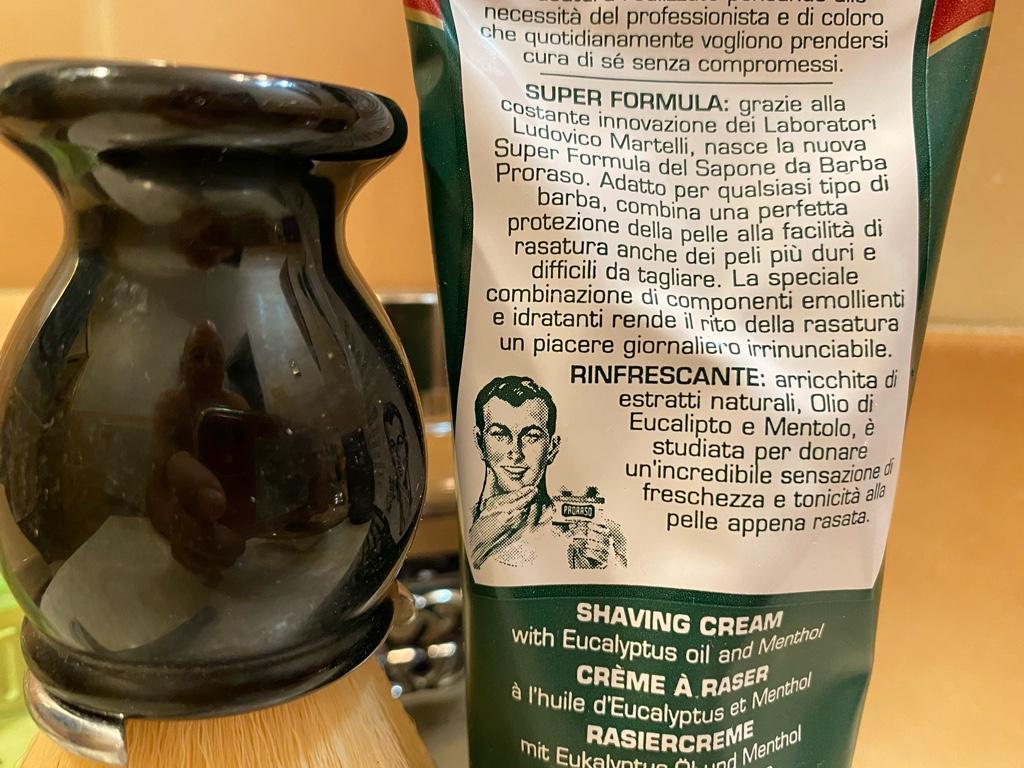 necessità del professionista e di coloro
che quotidianamente vogliono prendersi
cura di sé senza compromessi.
SUPER FORMULA: grazie alla
costante innovazione dei Laboratori
Ludovico Martelli, nasce la nuova
Super Formula del Sapone da Barba
Proraso. Adatto per qualsiasi tipo di
barba, combina una perfetta
protezione della pelle alla facilità di
rasatura anche dei peli più duri e
difficili da tagliare. La speciale
combinazione di componenti emollienti
e idratanti rende il rito della rasatura
un piacere giornaliero irrinunciabile.
RINFRESCANTE: arricchita di
estratti naturali, Olio di
Eucalipto e Mentolo, è
studiata per donare
un'incredibile sensazione di
freschezza e tonicità alla
pelle appena rasata.
PRORASO
SHAVING CREAM
with Eucalyptus oil and Menthol
CRÈME À RASER
à l'huile d'Eucalyptus et Menthol
RASIERCREME
mit Eukalyptus Öl und Menthol